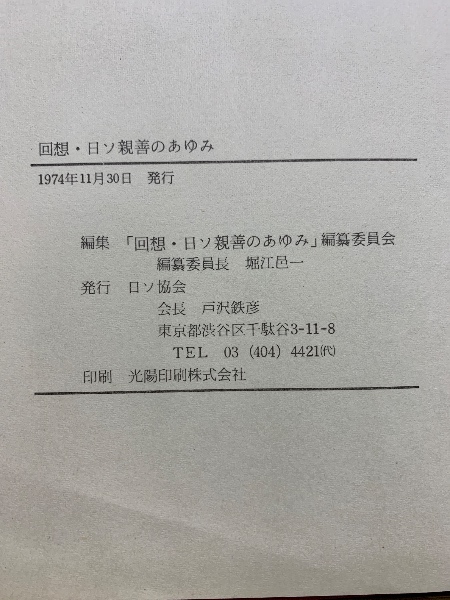 回想・日ソ親善のあゆみ
1974年11月30日　発行
編集　「回想・日ソ親善のあゆみ」編纂委員会
編纂委員長　堀江邑一
発行　日ソ協会
会長　戸沢鉄彦
東京都渋谷区千駄谷3-11-8
TEL　03（404）4421㈹
印刷　光陽印刷株式会社